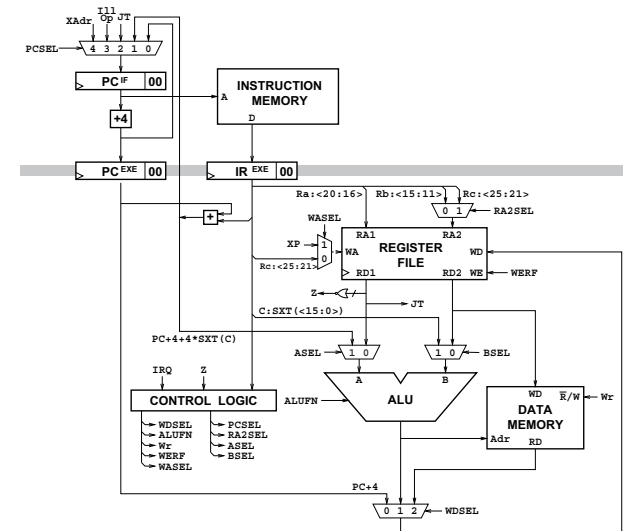 Ill
XAdr Op JT
PCSEL 4 3 2 1 0
PC IF 00
INSTRUCTION
MEMORY
A
D
+4
PC EXE 00
IR EXE 00
Ra:<20:16> Rb:<15:11> Rc:<25:21>
+
0 1 RA2SEL
WASEL
XP 1
0
Rc:<25:21>
RA1 RA2
WA REGISTER WD
FILE
RD1 RD2 WE WERF
Z
JT
C:SXT(<15:0>)
PC+4+4*SXT(C)
ASEL 1 0
1 0 BSEL
IRQ Z
A B
CONTROL LOGIC
ALUFN ALU
WD R/W Wr
DATA
MEMORY
Adr
RD
WDSEL PCSEL
ALUFN RA2SEL
Wr ASEL
WERF BSEL
WASEL
PC+4
0 1 2 WDSEL